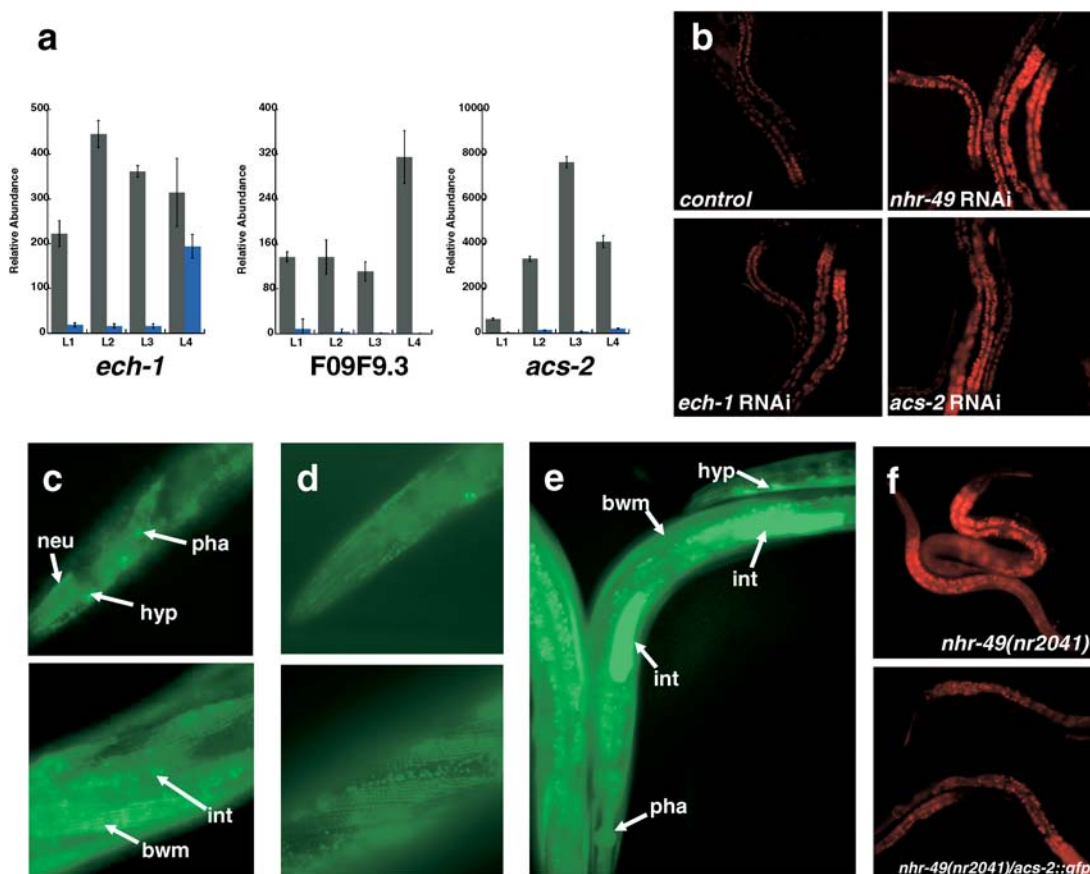 a
500
400
300
200
100
0
Relative Abundance
L1 L2 L3 L4
ech-1
400
320
240
160
80
0
Relative Abundance
L1 L2 L3 L4
F09F9.3
10000
8000
6000
4000
2000
0
Relative Abundance
L1 L2 L3 L4
acs-2
b
control
nhr-49 RNAi
ech-1 RNAi
acs-2 RNAi
c
neu
pha
hyp
int
bwm
d
e
hyp
bwm
int
int
pha
f
nhr-49(nr2041)
nhr-49(nr2041)/acs-2::gfp